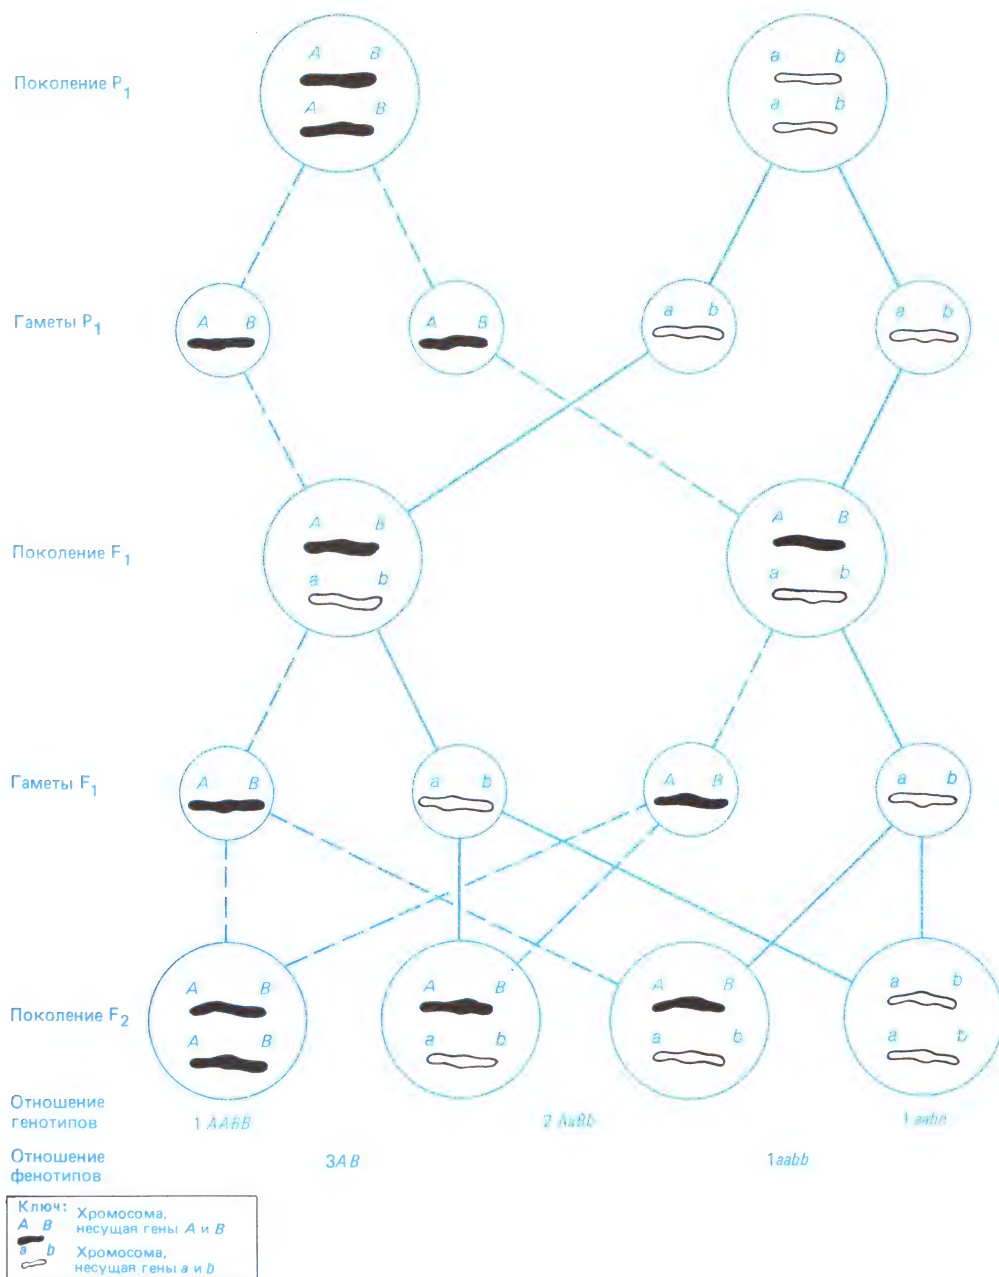 A B a b
Поколение P1
A B a b
Гаметы P1
A B A B a b a b
A B A B
Поколение F1
a b a b
Гаметы F1
A B a b A B a b
A B A B A B a b
Поколение F2
A B a b a b a b
Отношение
генотипов
1 AABB 2 AaBb 1 aabb
Отношение
фенотипов
3AB 1aabb
Ключ:
A B Хромосома,
несущая гены A и B
a b Хромосома,
несущая гены a и b